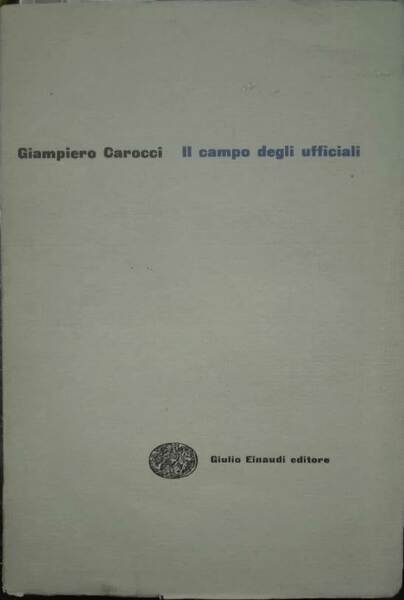 Giampiero Carocci Il campo degli ufficiali
Giulio Einaudi editore